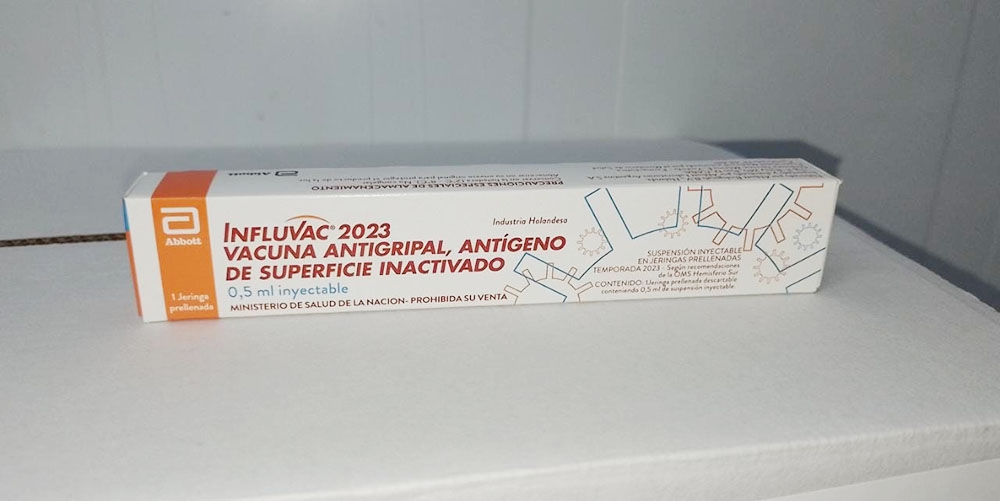 Abbott
PRECAUCIONES ESPECIALES DE ALMACENAMIENTO
Abbott
1 Jeringa
prellenada
INFLUVAC® 2023
VACUNA ANTIGRIPAL, ANTÍGENO
DE SUPERFICIE INACTIVADO
0,5 ml inyectable
MINISTERIO DE SALUD DE LA NACION- PROHIBIDA SU VENTA
Industria Holandesa
SUSPENSIÓN INYECTABLE
EN JERINGAS PRELLENADAS
TEMPORADA 2023 - Según recomendaciones
de la OMS Hemisferio Sur
CONTENIDO: 1Jeringa prellenada descartable
conteniendo 0,5 ml de suspensión inyectable.